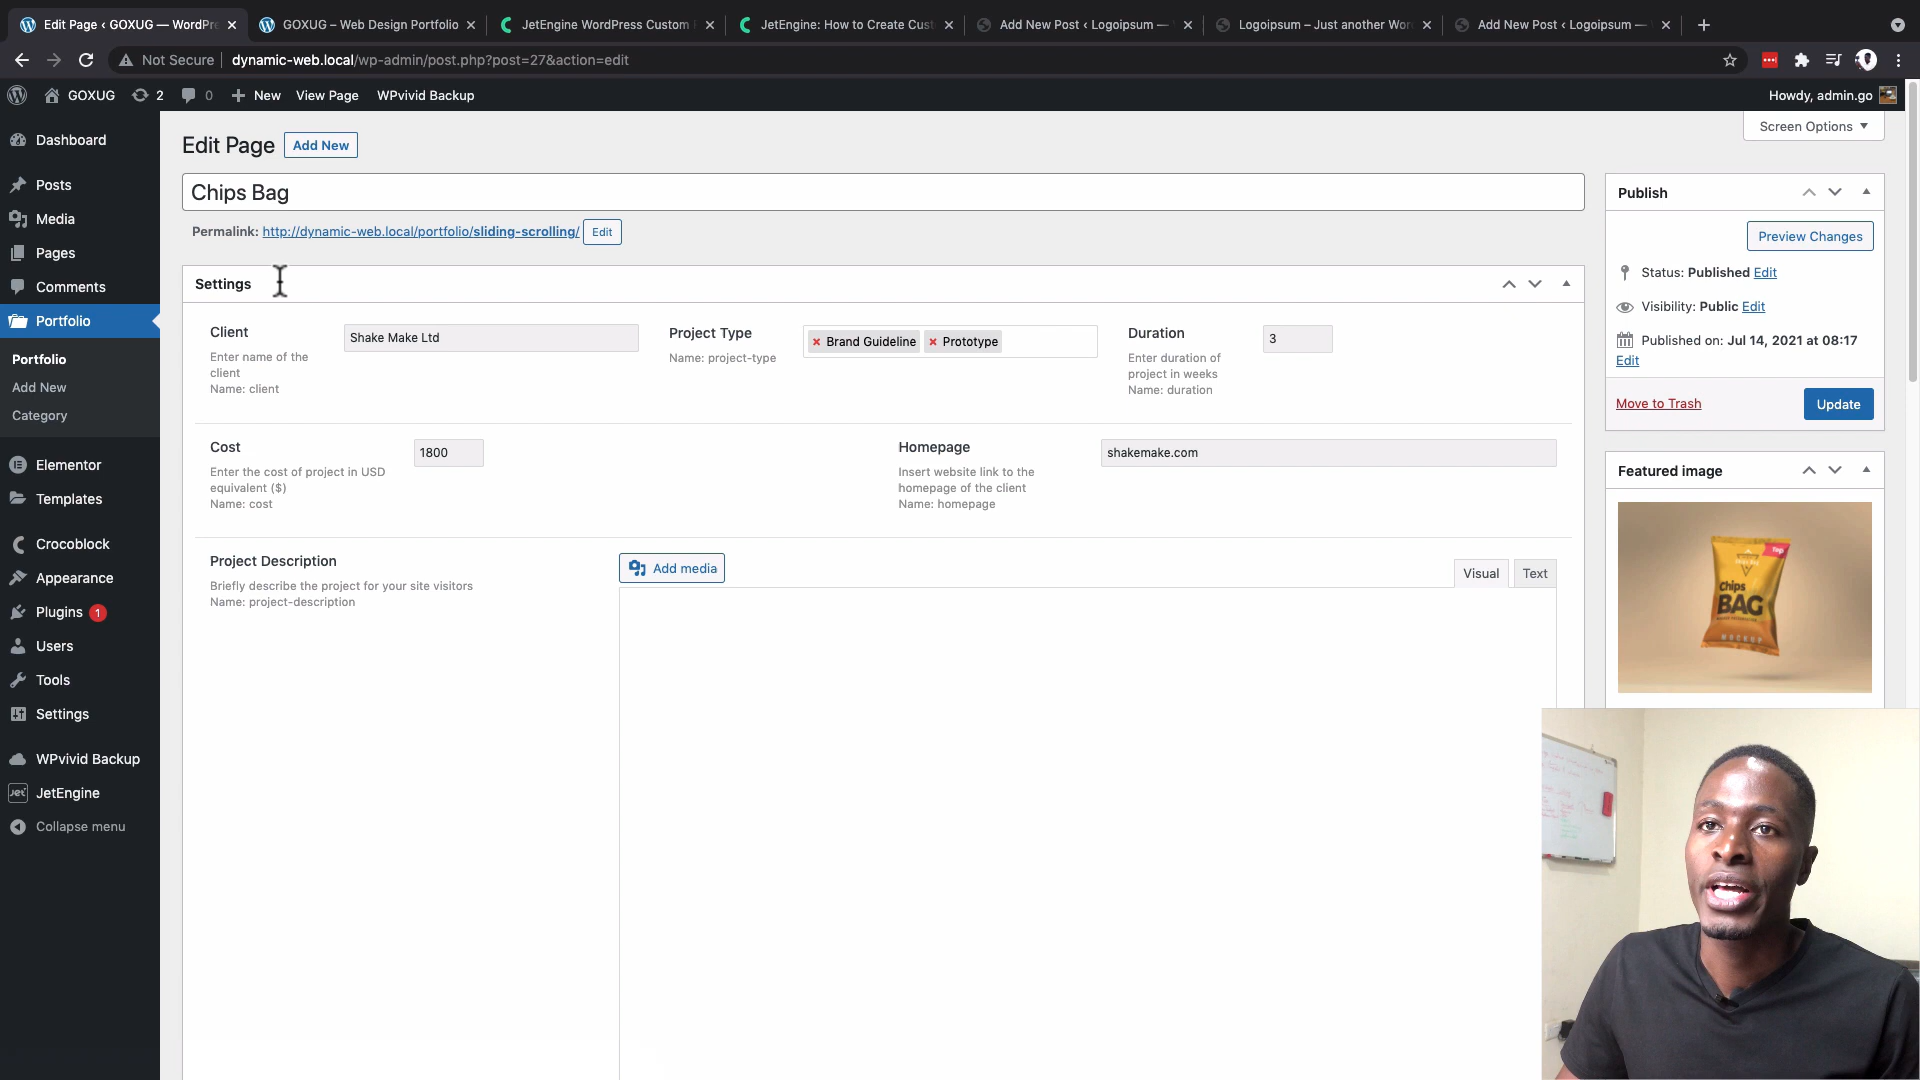 Edit Page ‹ GOXUG — WordPre
GOXUG – Web Design Portfolio
JetEngine WordPress Custom
JetEngine: How to Create Cust
Add New Post ‹ Logoipsum —
Logoipsum – Just another Wor
Add New Post ‹ Logoipsum —
Not Secure
dynamic-web.local/wp-admin/post.php?post=27&action=edit
GOXUG
2
0
New
View Page
WPvivid Backup
Howdy, admin.go
Screen Options
Dashboard
Posts
Media
Pages
Comments
Portfolio
Portfolio
Add New
Category
Elementor
Templates
Crocoblock
Appearance
Plugins 1
Users
Tools
Settings
WPvivid Backup
JetEngine
Collapse menu
Edit Page
Add New
Chips Bag
Permalink: http://dynamic-web.local/portfolio/sliding-scrolling/ Edit
Settings
Client
Enter name of the
client
Name: client
Shake Make Ltd
Project Type
Name: project-type
× Brand Guideline
× Prototype
Duration
Enter duration of
project in weeks
Name: duration
3
Cost
Enter the cost of project in USD
equivalent ($)
Name: cost
1800
Homepage
Insert website link to the
homepage of the client
Name: homepage
shakemake.com
Project Description
Briefly describe the project for your site visitors
Name: project-description
Add media
Visual
Text
Publish
Preview Changes
Status: Published Edit
Visibility: Public Edit
Published on: Jul 14, 2021 at 08:17
Edit
Move to Trash
Update
Featured image
Chips
BAG
MOCKUP